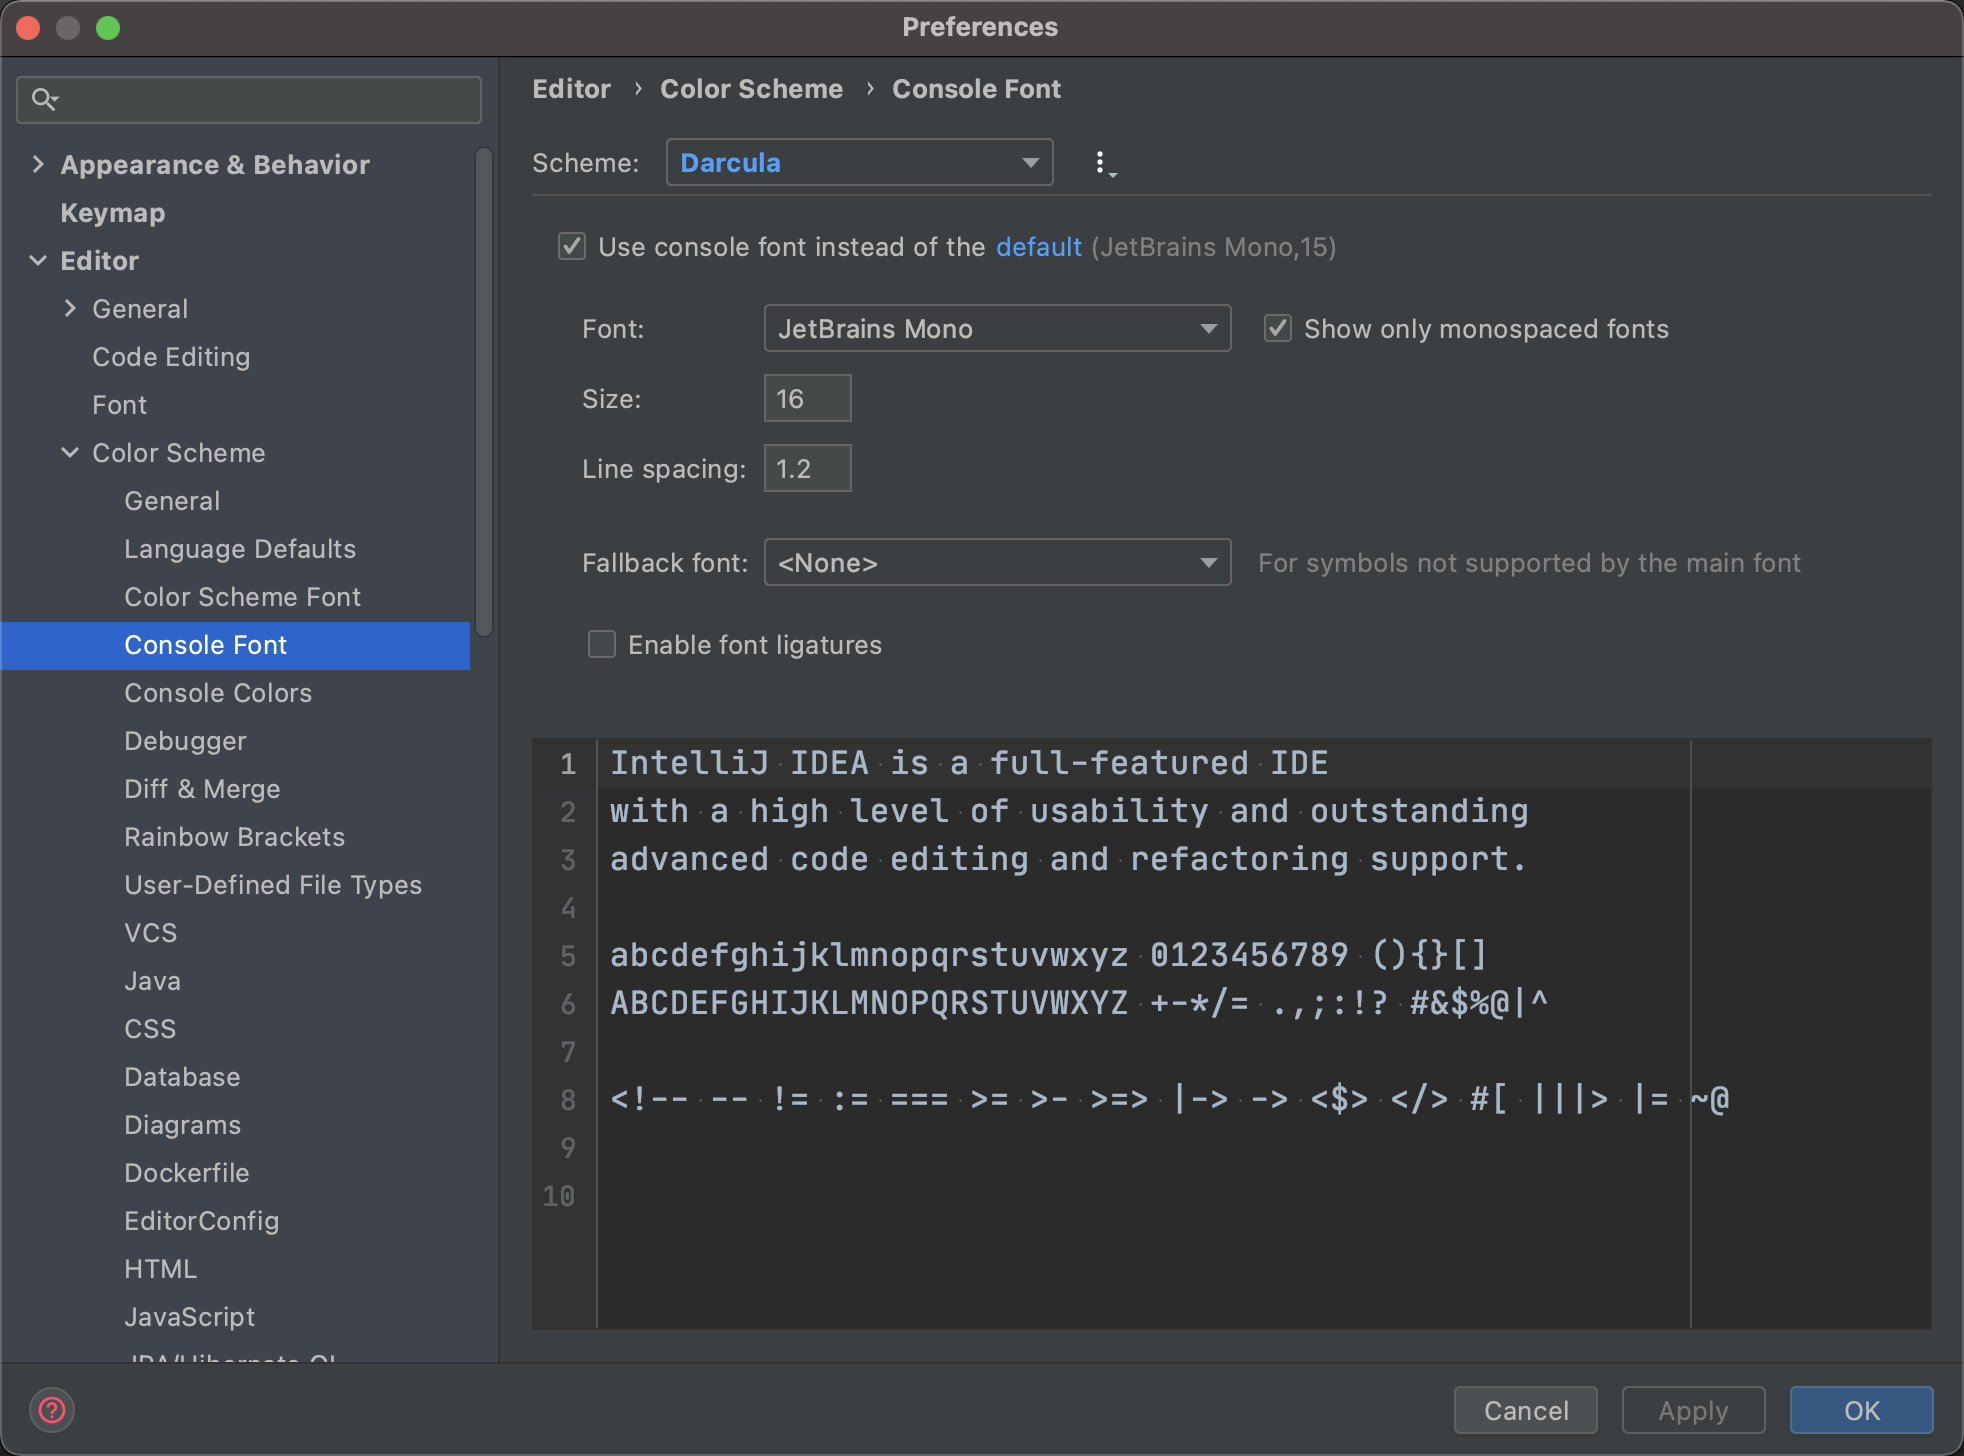 Preferences
Appearance & Behavior
Keymap
Editor
General
Code Editing
Font
Color Scheme
General
Language Defaults
Color Scheme Font
Console Font
Console Colors
Debugger
Diff & Merge
Rainbow Brackets
User-Defined File Types
VCS
Java
CSS
Database
Diagrams
Dockerfile
EditorConfig
HTML
JavaScript
Editor › Color Scheme › Console Font
Scheme: Darcula
Use console font instead of the default (JetBrains Mono,15)
Font: JetBrains Mono Show only monospaced fonts
Size: 16
Line spacing: 1.2
Fallback font: <None> For symbols not supported by the main font
Enable font ligatures
1 IntelliJ IDEA is a full-featured IDE
2 with a high level of usability and outstanding
3 advanced code editing and refactoring support.
4
5 abcdefghijklmnopqrstuvwxyz 0123456789 (){}[]
6 ABCDEFGHIJKLMNOPQRSTUVWXYZ +-*/= .,;:!? #&$%@|^
7
8 <!-- -- != := === >= >- >=> |-> -> <$> </> #[ |||> |= ~@
9
10
Cancel Apply OK